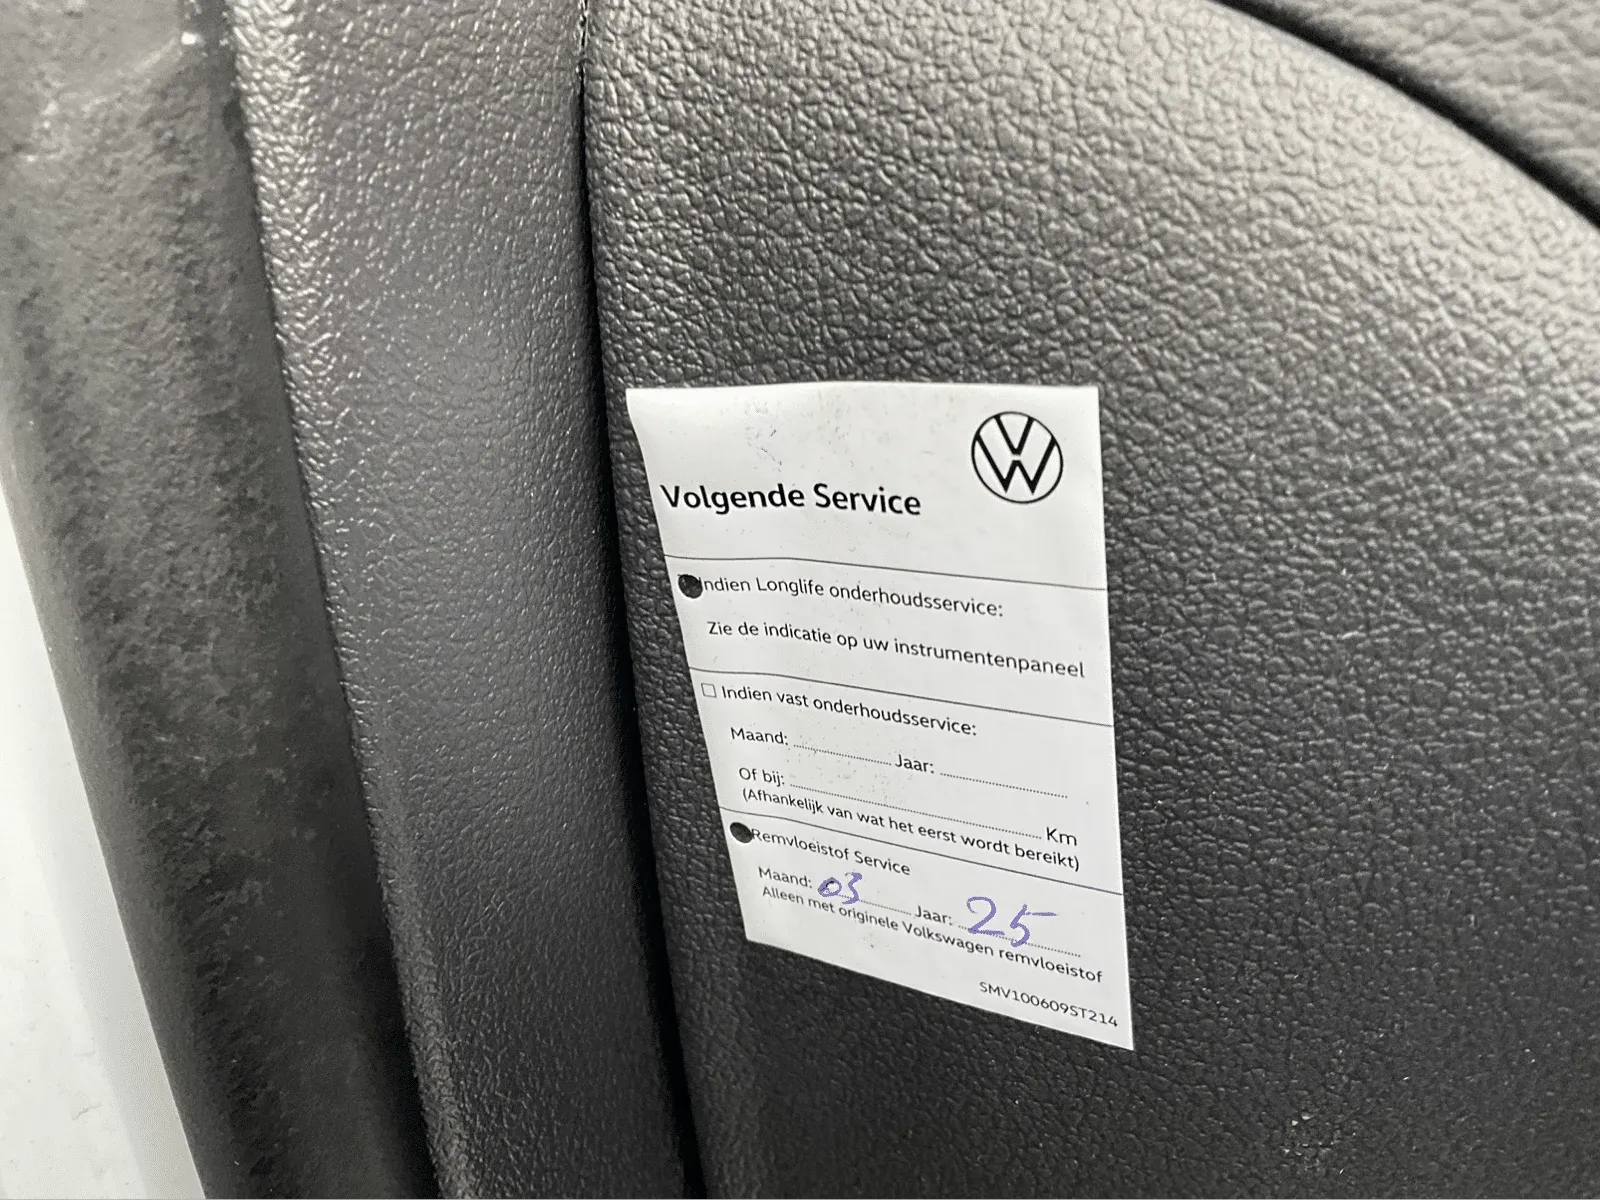 Volgende Service
Indien Longlife onderhoudsservice:
Zie de indicatie op uw instrumentenpaneel
Indien vast onderhoudsservice:
Maand: Jaar:
Of bij: Km
(Afhankelijk van wat het eerst wordt bereikt)
Remvloeistof Service
Maand: 03 Jaar: 25
Alleen met originele Volkswagen remvloeistof
SMV100609ST214